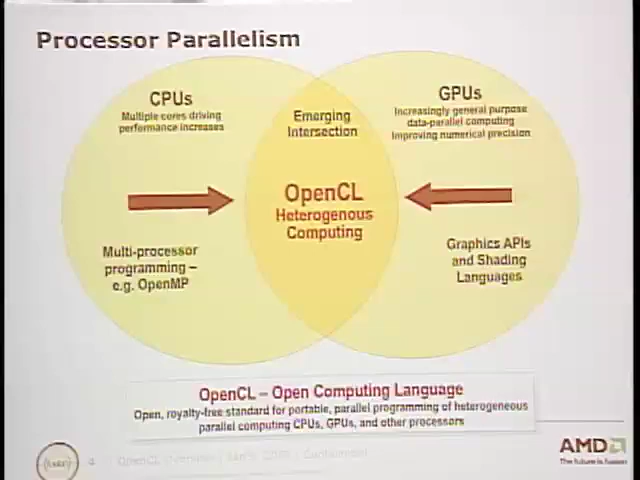 Processor Parallelism
CPUs
Multiple cores driving
performance increases
Emerging
Intersection
GPUs
Increasingly general purpose
data-parallel computing
Improving numerical precision
OpenCL
Heterogenous
Computing
Multi-processor
programming –
e.g. OpenMP
Graphics APIs
and Shading
Languages
OpenCL – Open Computing Language
Open, royalty-free standard for portable, parallel programming of heterogeneous
parallel computing CPUs, GPUs, and other processors
4 OpenCL Overview
AMD
The future is fusion